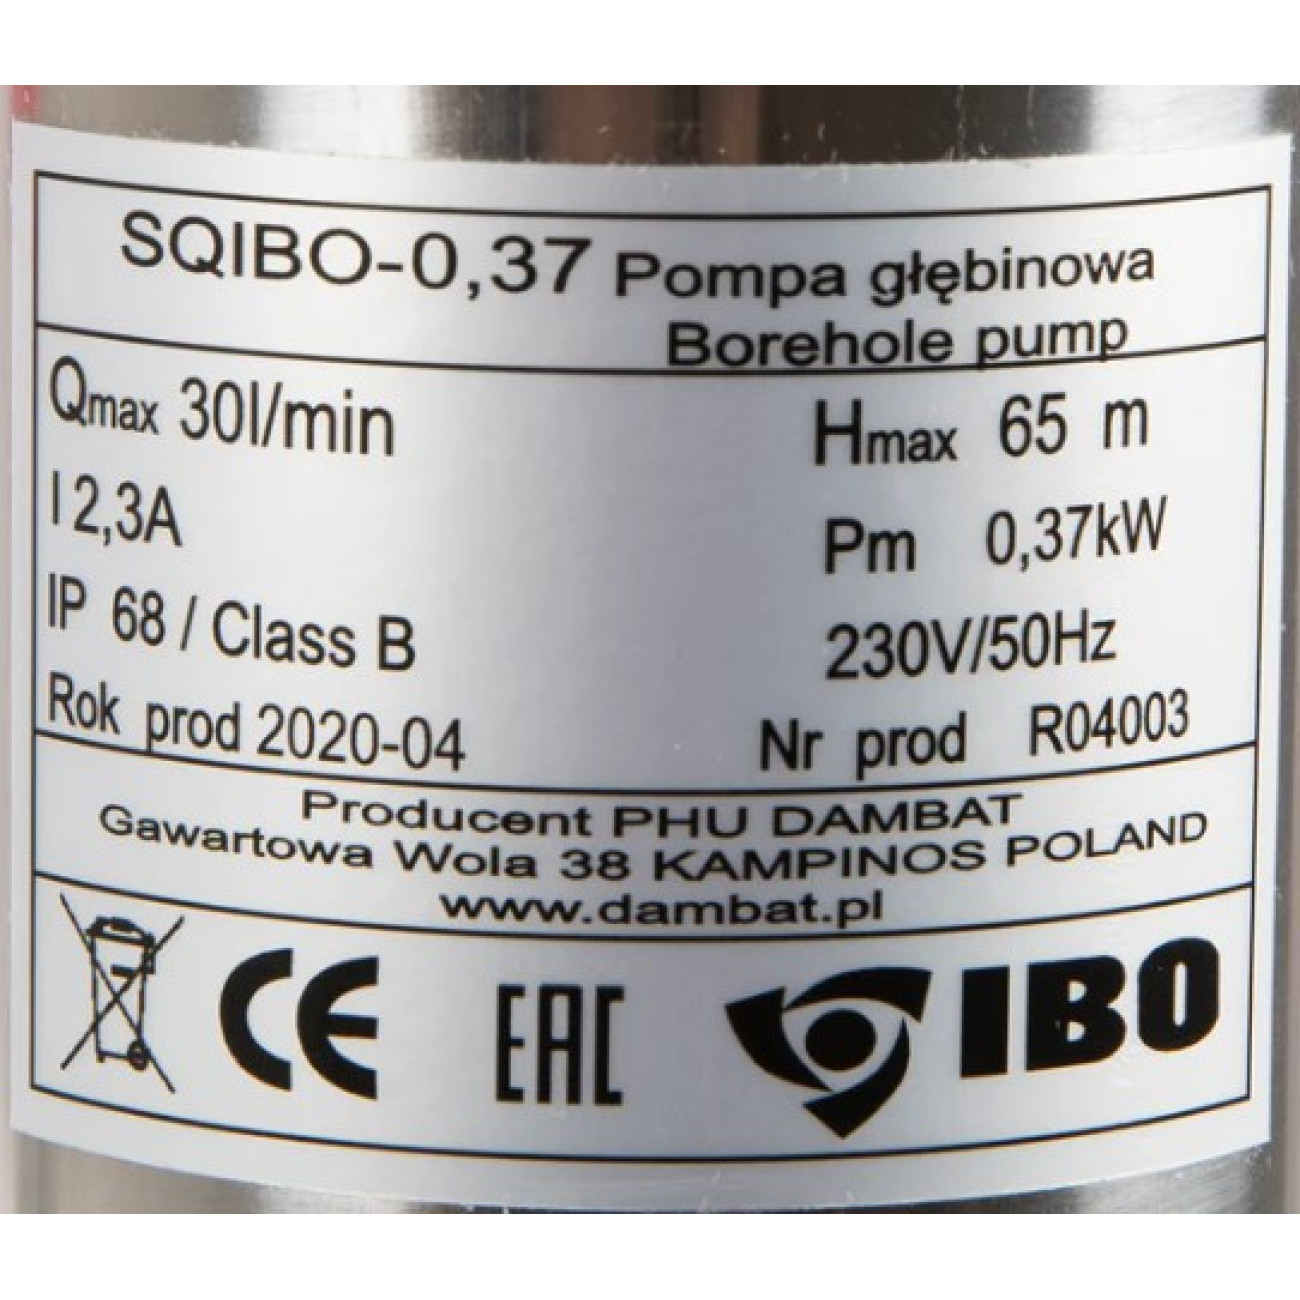 SQIBO-0,37 Pompa głębinowa
Borehole pump
Qmax 30l/min Hmax 65 m
I 2,3A Pm 0,37kW
IP 68 / Class B 230V/50Hz
Rok prod 2020-04 Nr prod R04003
Producent PHU DAMBAT
Gawartowa Wola 38 KAMPINOS POLAND
www.dambat.pl
CE EAC IBO